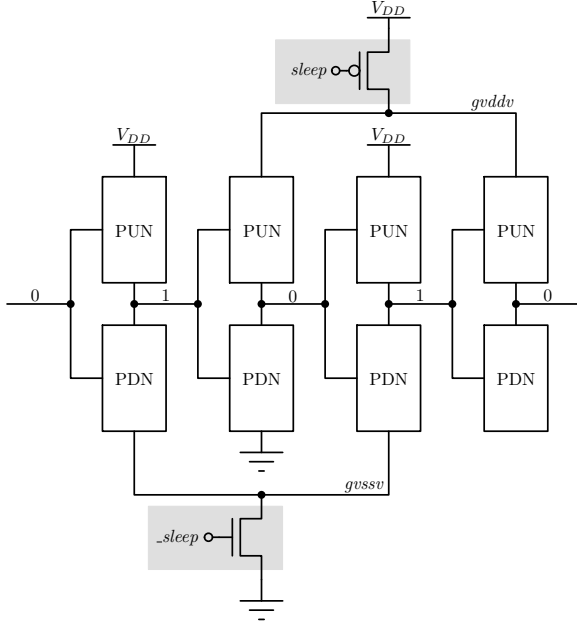 V_DD
sleep
gvddv
V_DD
V_DD
PUN
PUN
PUN
PUN
0
1
0
1
0
PDN
PDN
PDN
PDN
gvssv
_sleep